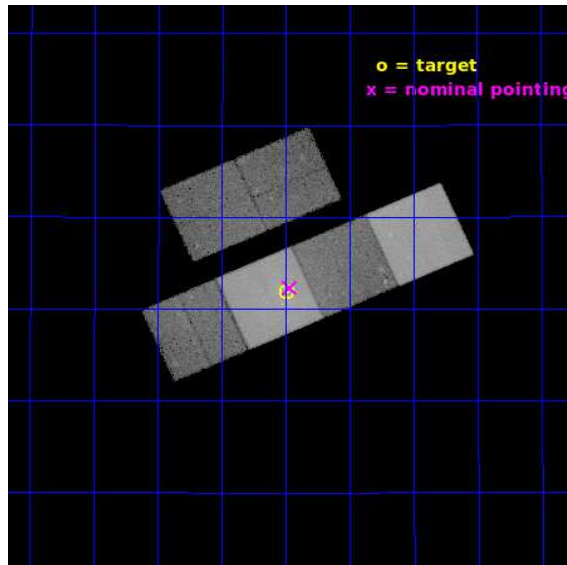 o = target
x = nominal pointing